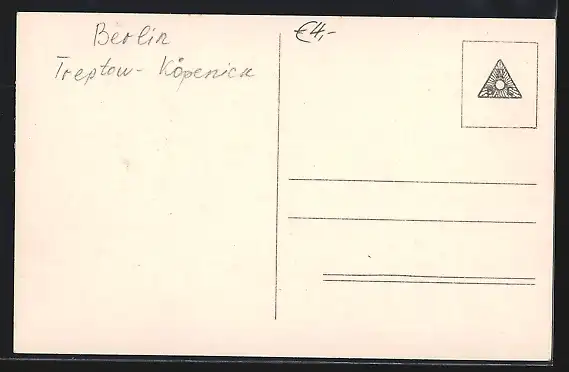 Berlin
Treptow - Köpenick
€4,-